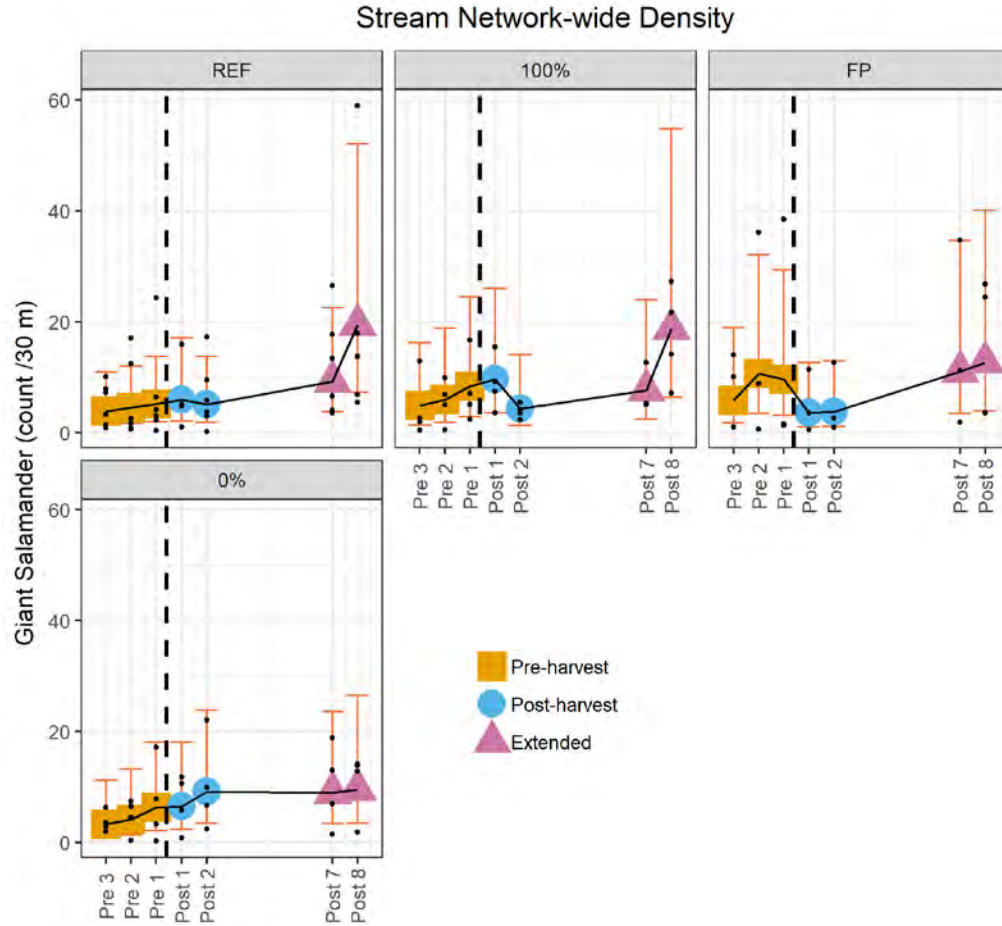 Stream Network-wide Density
REF
100%
FP
Giant Salamander (count /30 m)
60
40
20
0
Pre 3
Pre 2
Pre 1
Post 1
Post 2
Post 7
Post 8
Pre 3
Pre 2
Pre 1
Post 1
Post 2
Post 7
Post 8
0%
60
40
20
0
Pre 3
Pre 2
Pre 1
Post 1
Post 2
Post 7
Post 8
Pre-harvest
Post-harvest
Extended